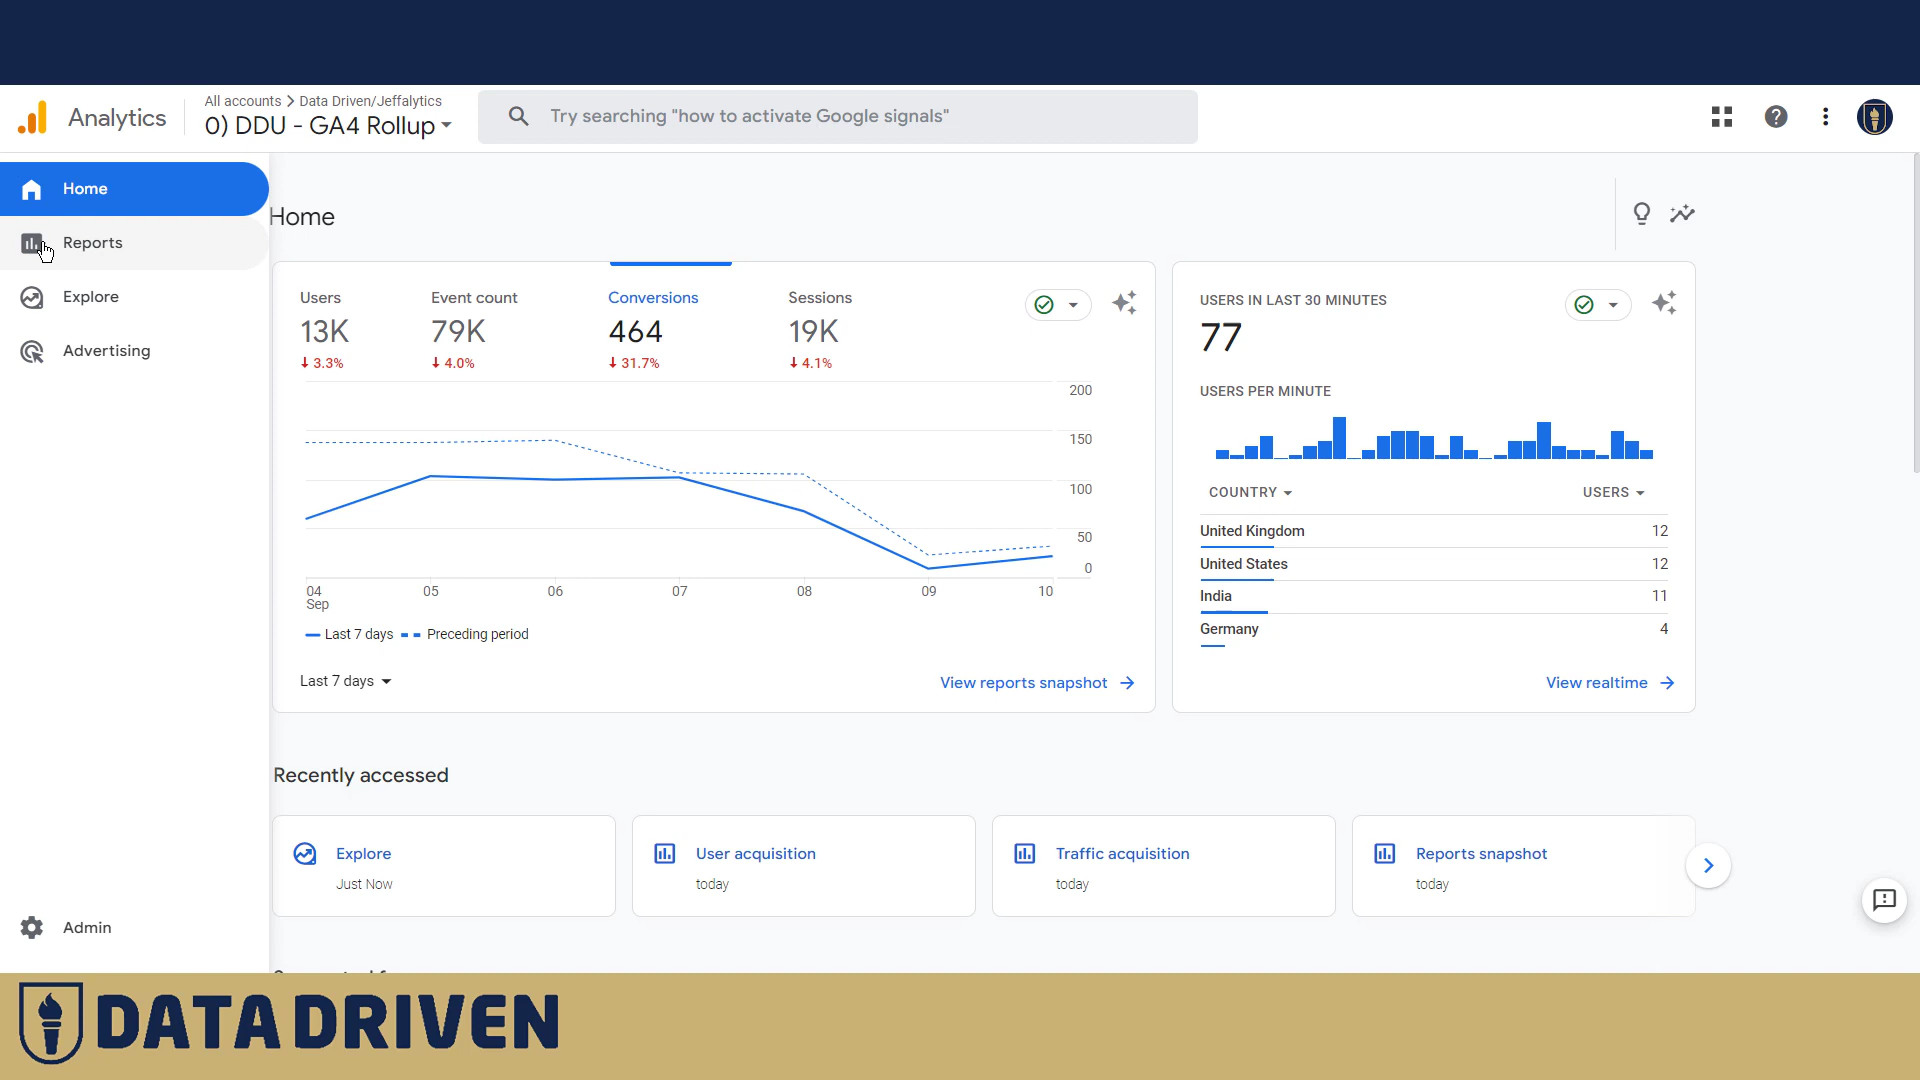 Analytics
All accounts > Data Driven/Jeffalytics
0) DDU - GA4 Rollup
Try searching "how to activate Google signals"
Home
Reports
Explore
Advertising
Admin
Home
Users
13K
3.3%
Event count
79K
4.0%
Conversions
464
31.7%
Sessions
19K
4.1%
200
150
100
50
0
04
Sep
05
06
07
08
09
10
Last 7 days
Preceding period
Last 7 days
View reports snapshot
USERS IN LAST 30 MINUTES
77
USERS PER MINUTE
COUNTRY USERS
United Kingdom 12
United States 12
India 11
Germany 4
View realtime
Recently accessed
Explore
Just Now
User acquisition
today
Traffic acquisition
today
Reports snapshot
today
DATA DRIVEN